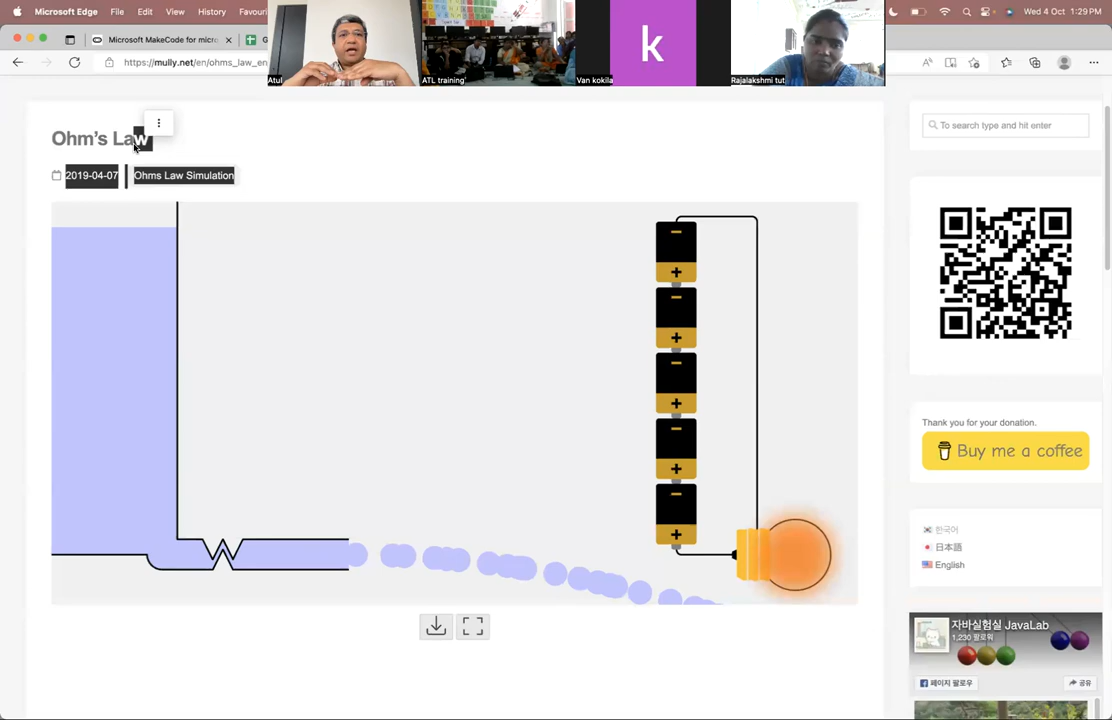 Microsoft Edge File Edit View History Favouri
Wed 4 Oct 1:29 PM
Microsoft MakeCode for micro
https://mully.net/en/ohms_law_en
Atul
ATL training'
Van kokila
k
Rajalakshmi tut
Ohm's Law
2019-04-07
Ohms Law Simulation
− + − + − + − + − +
To search type and hit enter
Thank you for your donation.
Buy me a coffee
한국어
日本語
English
자바실험실 JavaLab
1,230 팔로워
페이지 팔로우
공유